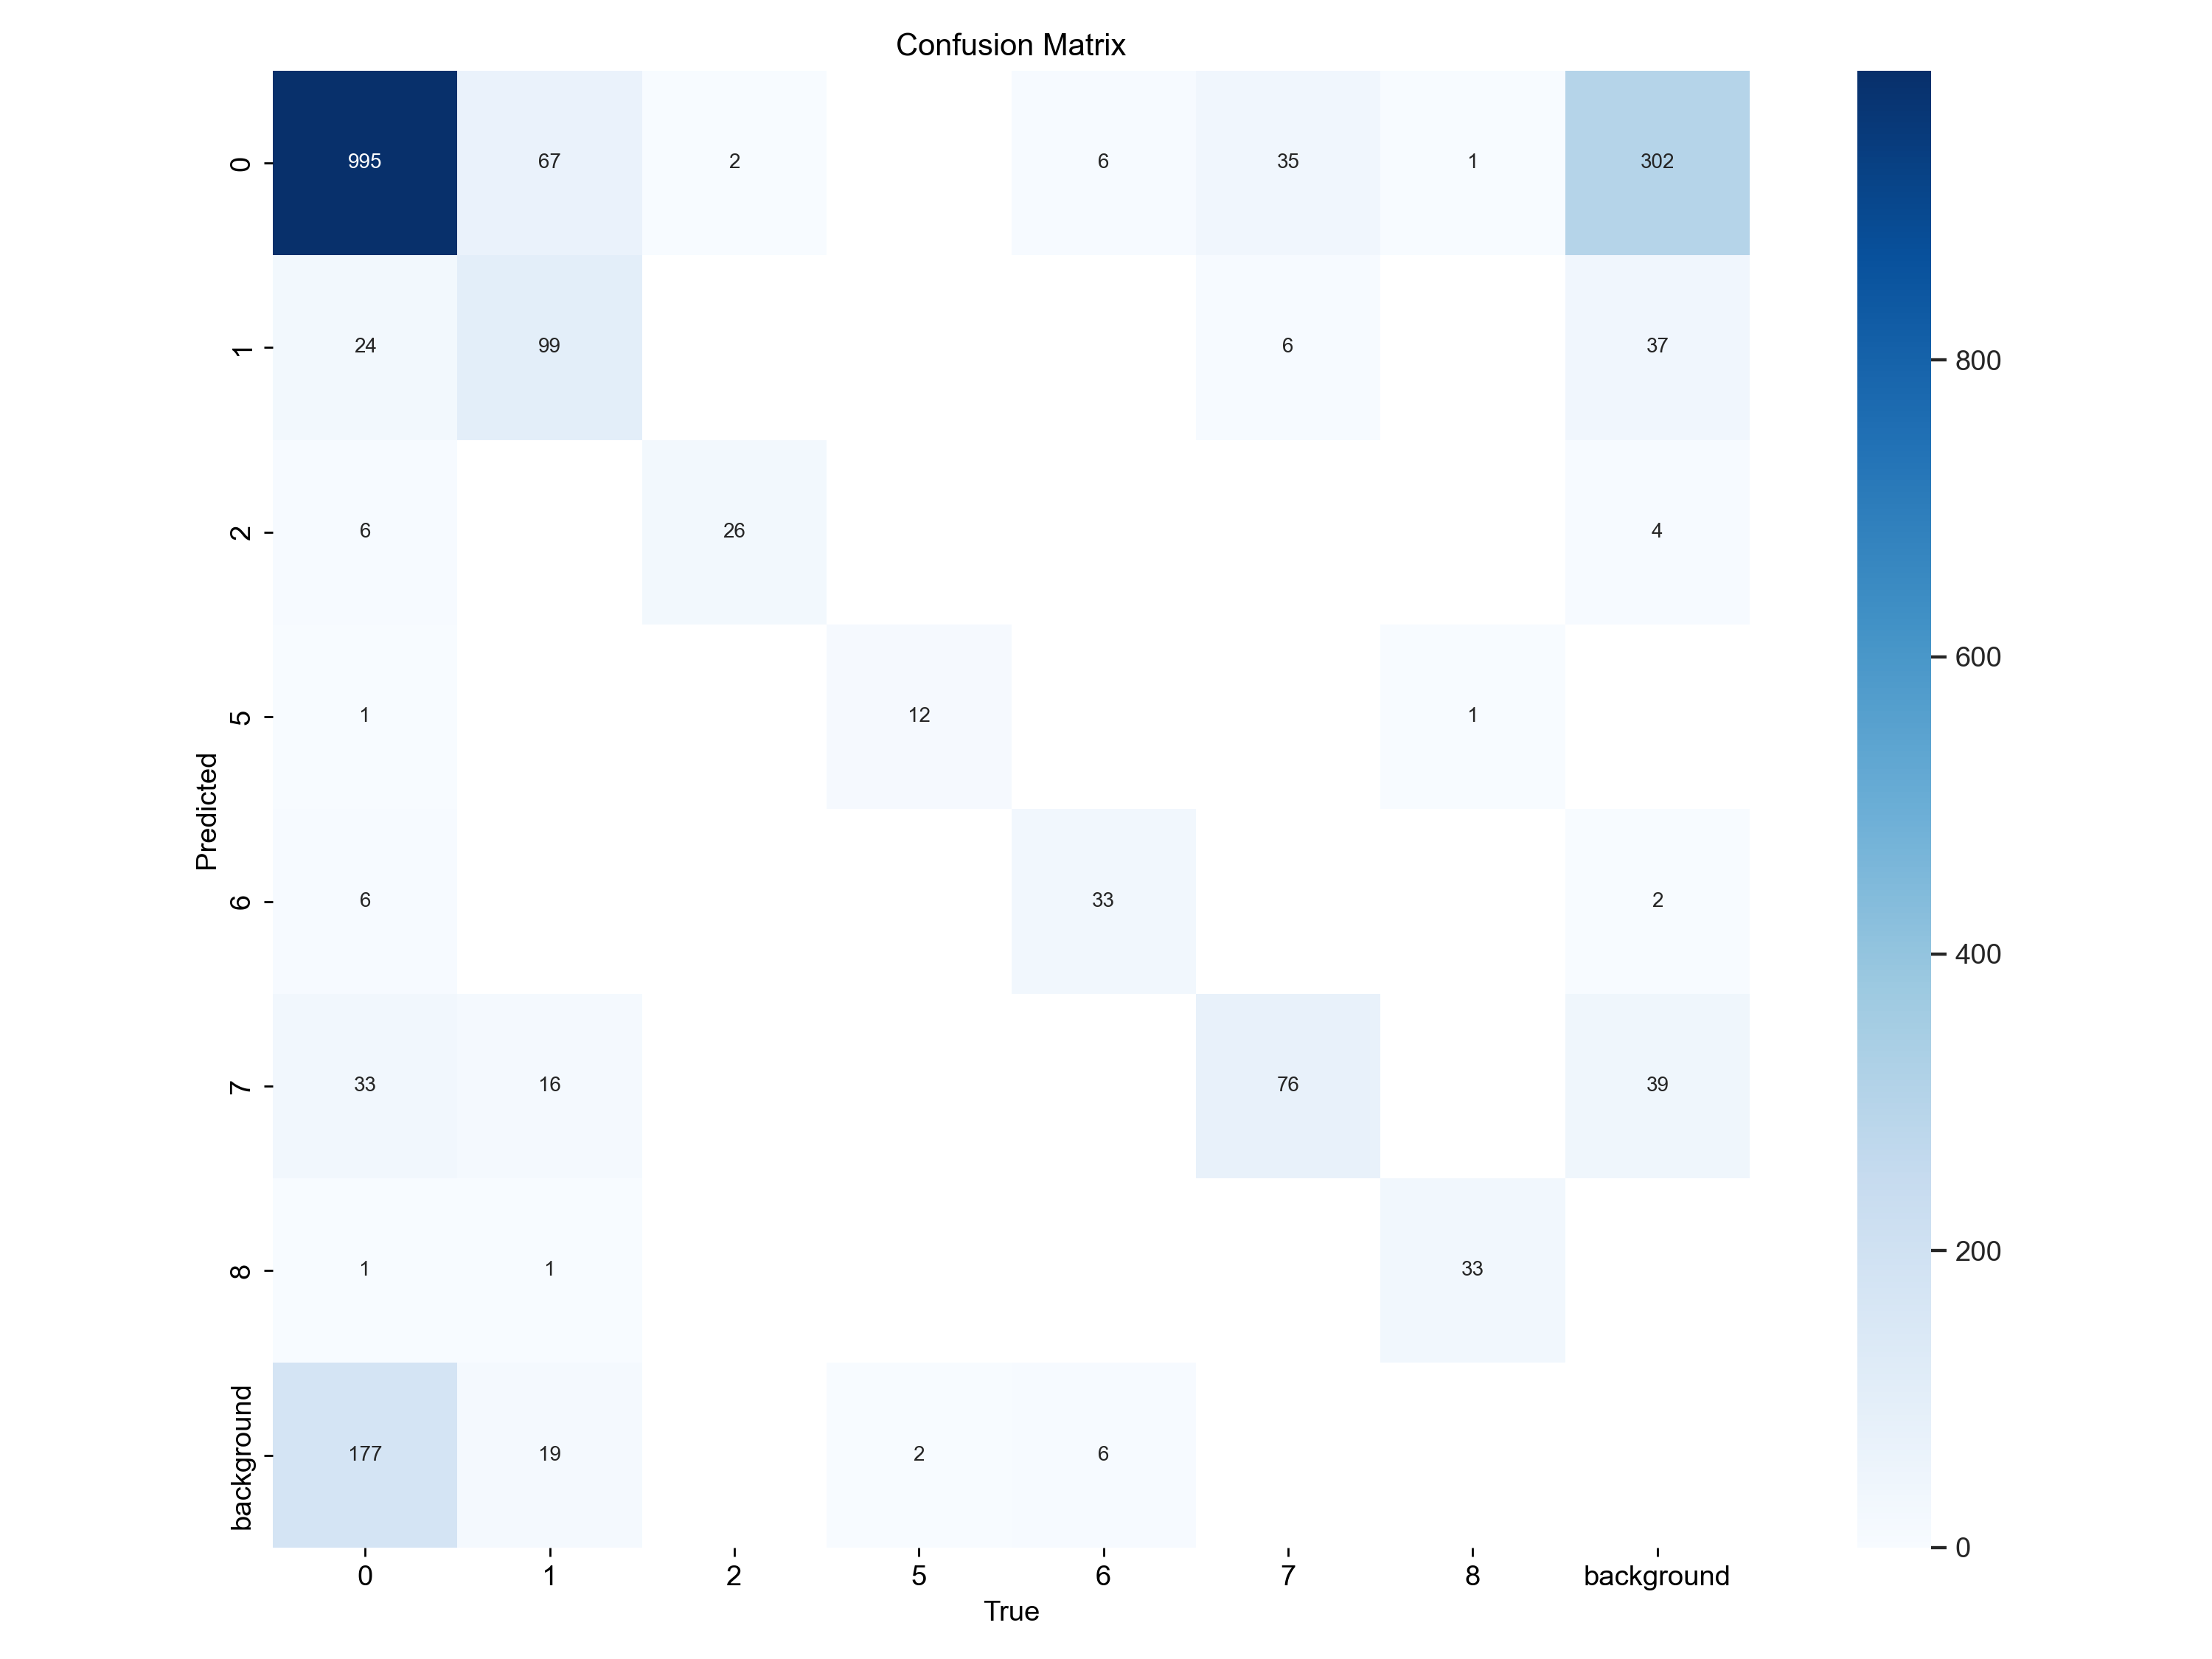 Confusion Matrix
0 995 67 2 6 35 1 302
1 24 99 6 37
2 6 26 4
5 1 12 1
6 6 33 2
7 33 16 76 39
8 1 1 33
background 177 19 2 6
0 1 2 5 6 7 8 background
True
Predicted
800
600
400
200
0